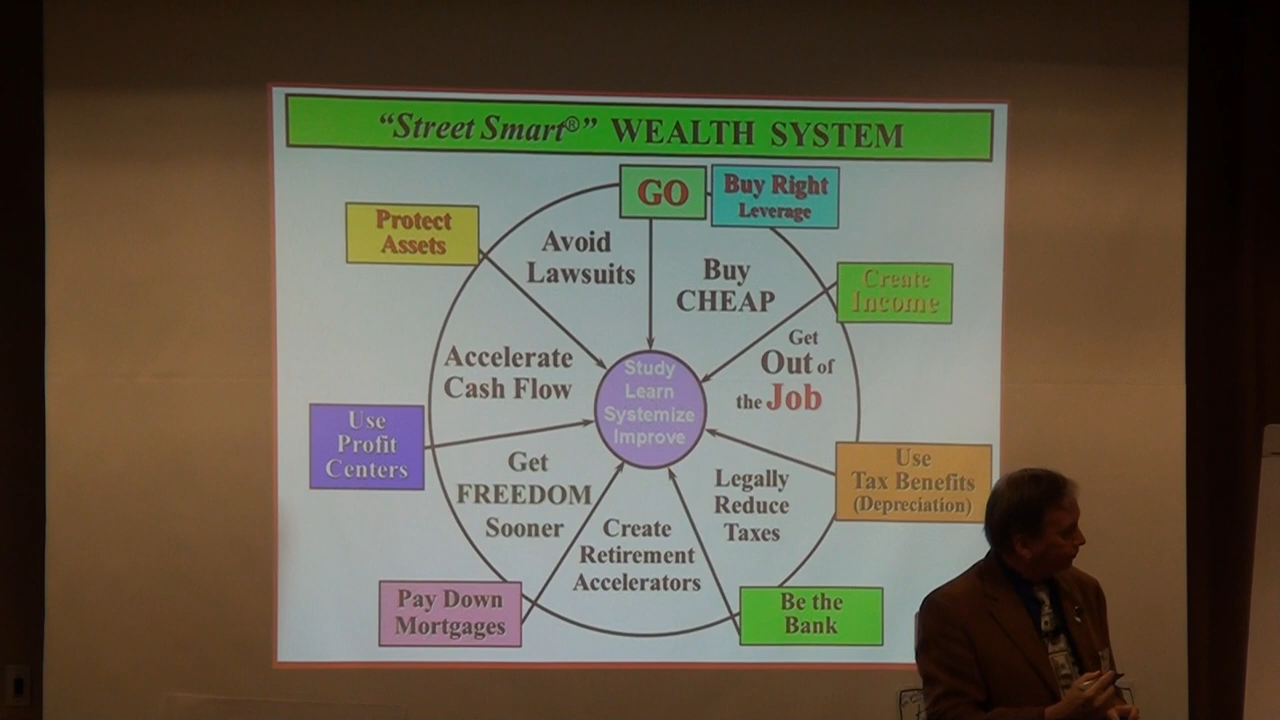 “Street Smart®” WEALTH SYSTEM
GO
Buy Right
Leverage
Protect
Assets
Avoid
Lawsuits
Buy
CHEAP
Create
Income
Get
Out of
the Job
Accelerate
Cash Flow
Study
Learn
Systemize
Improve
Use
Profit
Centers
Get
FREEDOM
Sooner
Legally
Reduce
Taxes
Use
Tax Benefits
(Depreciation)
Create
Retirement
Accelerators
Pay Down
Mortgages
Be the
Bank